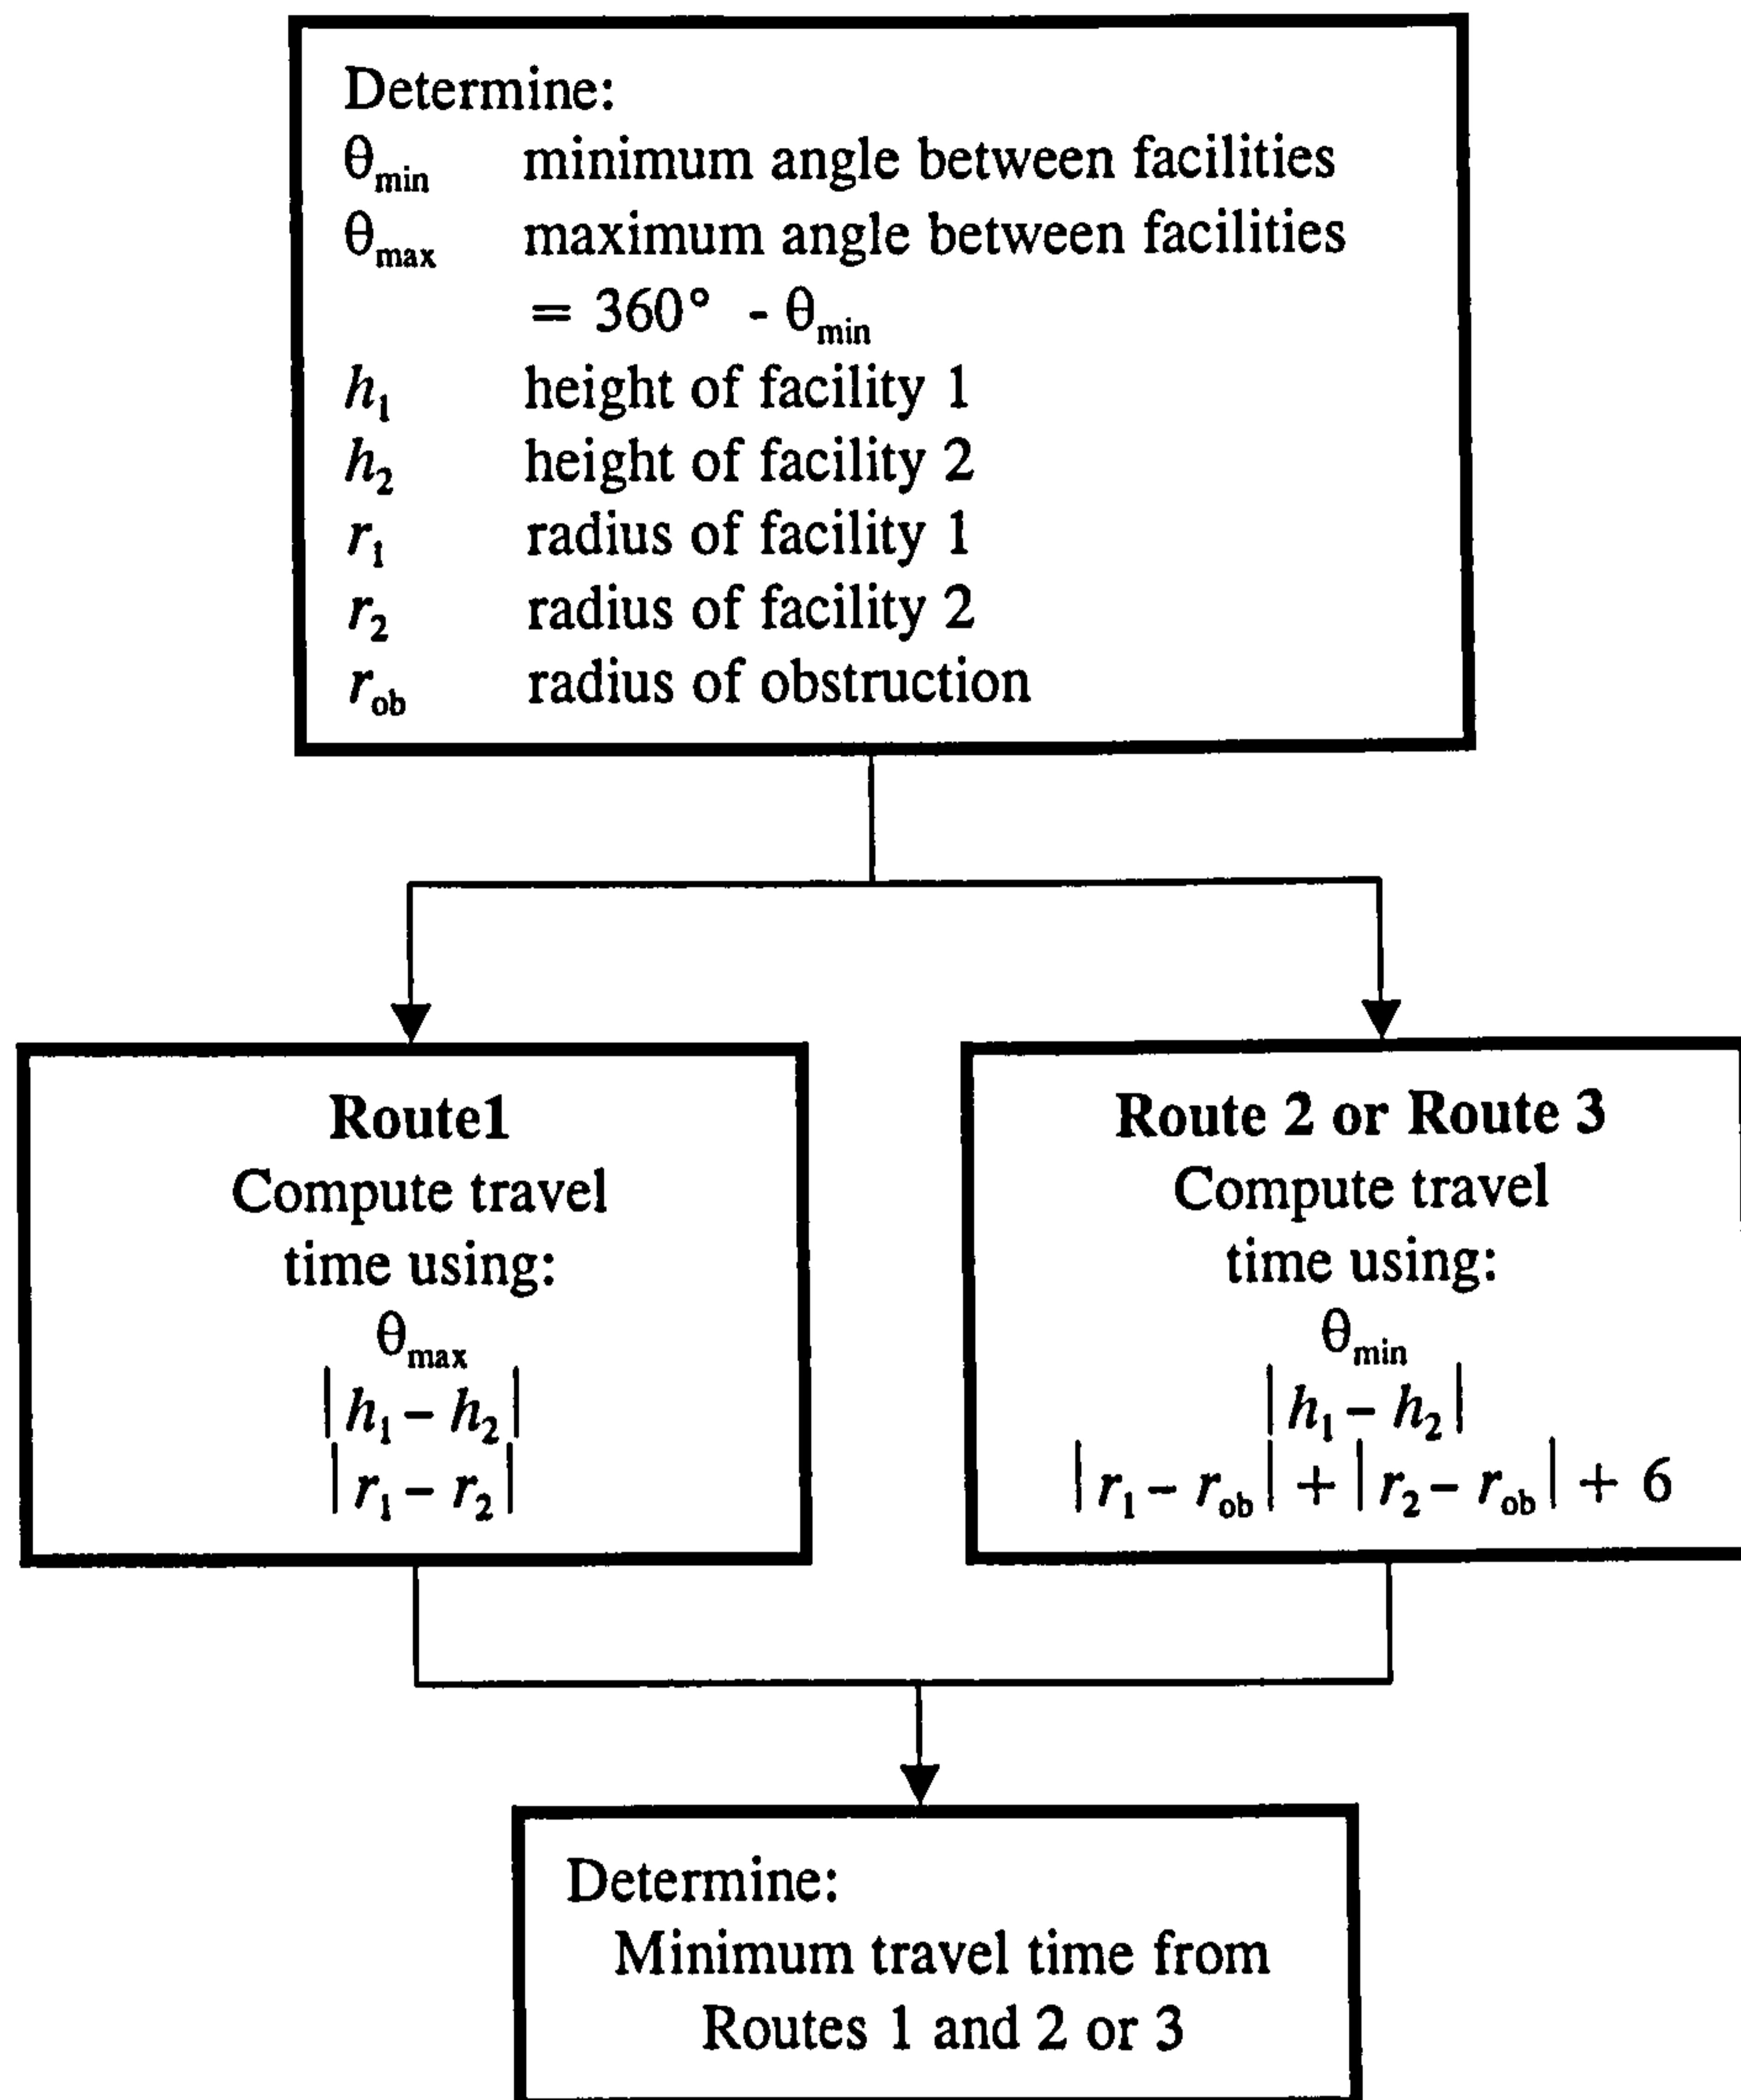 Determine:
θmin minimum angle between facilities
θmax maximum angle between facilities
= 360° - θmin
h1 height of facility 1
h2 height of facility 2
r1 radius of facility 1
r2 radius of facility 2
rob radius of obstruction
Route1
Compute travel
time using:
θmax
|h1 – h2|
|r1 – r2|
Route 2 or Route 3
Compute travel
time using:
θmin
|h1 – h2|
|r1 – rob| + |r2 – rob| + 6
Determine:
Minimum travel time from
Routes 1 and 2 or 3